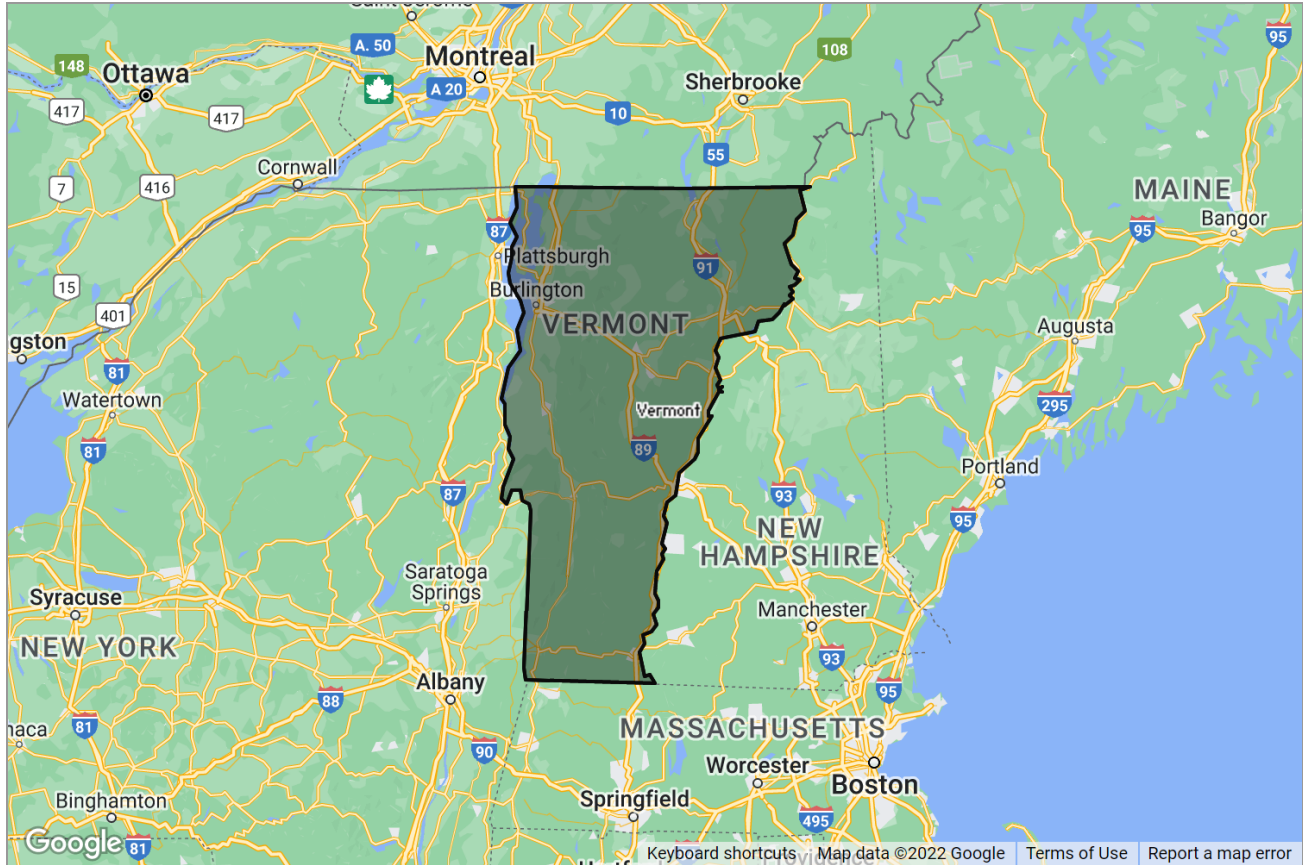 Saint-Jérôme
A. 50
Montreal
108
95
148
Ottawa
A 20
Sherbrooke
417
417
10
55
Cornwall
7
416
MAINE
Bangor
95
87
Plattsburgh
91
15
Burlington
401
VERMONT
Augusta
gston
81
Watertown
295
Vermont
81
89
Portland
87
93
95
NEW
HAMPSHIRE
Saratoga
Springs
Syracuse
Manchester
NEW YORK
93
Albany
95
88
81
MASSACHUSETTS
haca
90
Worcester
Boston
Binghamton
Springfield
495
Google
81
Keyboard shortcuts
Map data ©2022 Google
Terms of Use
Report a map error